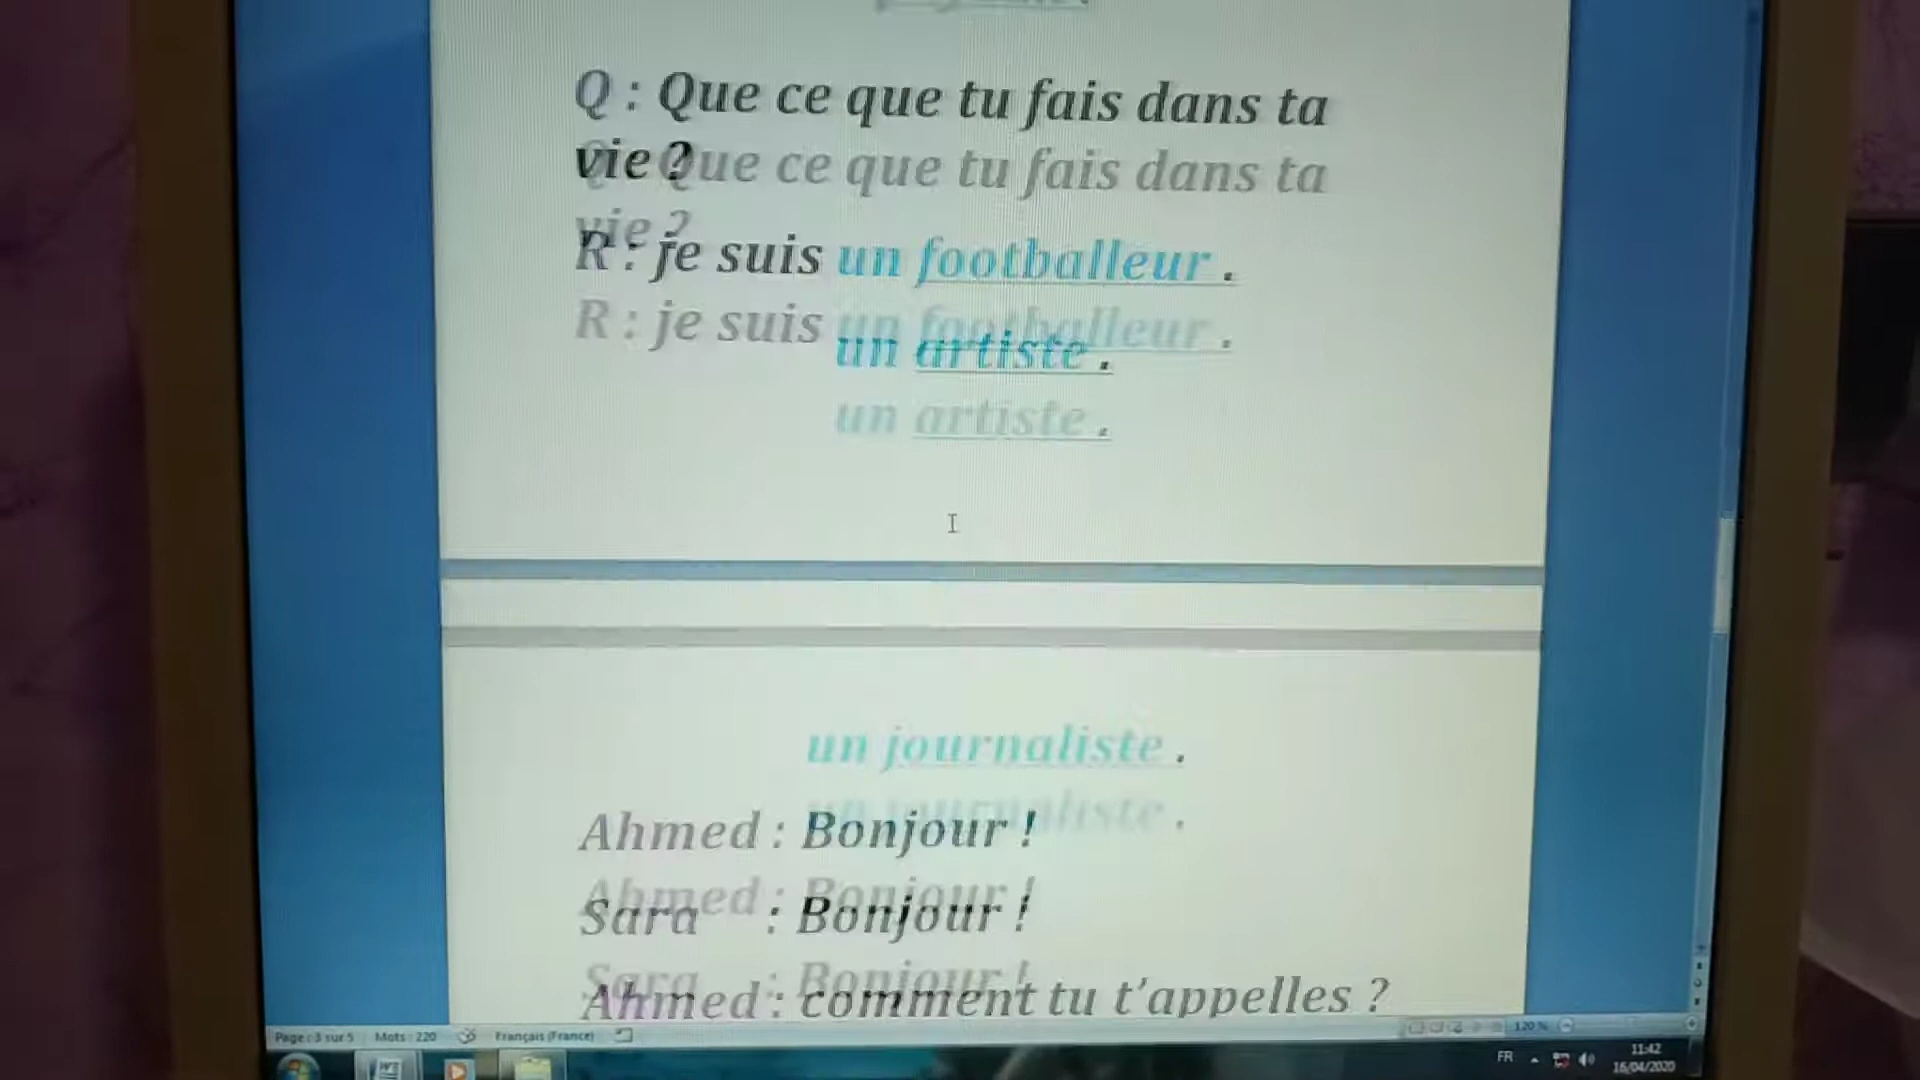 Q : Que ce que tu fais dans ta
vie ?
R : je suis un footballeur .
un artiste .
un journaliste .
Ahmed : Bonjour !
Sara : Bonjour !
Ahmed : comment tu t'appelles ?
Page : 3 sur 5 Mots : 220 Français (France) 120 %
FR 11:42
16/04/2020